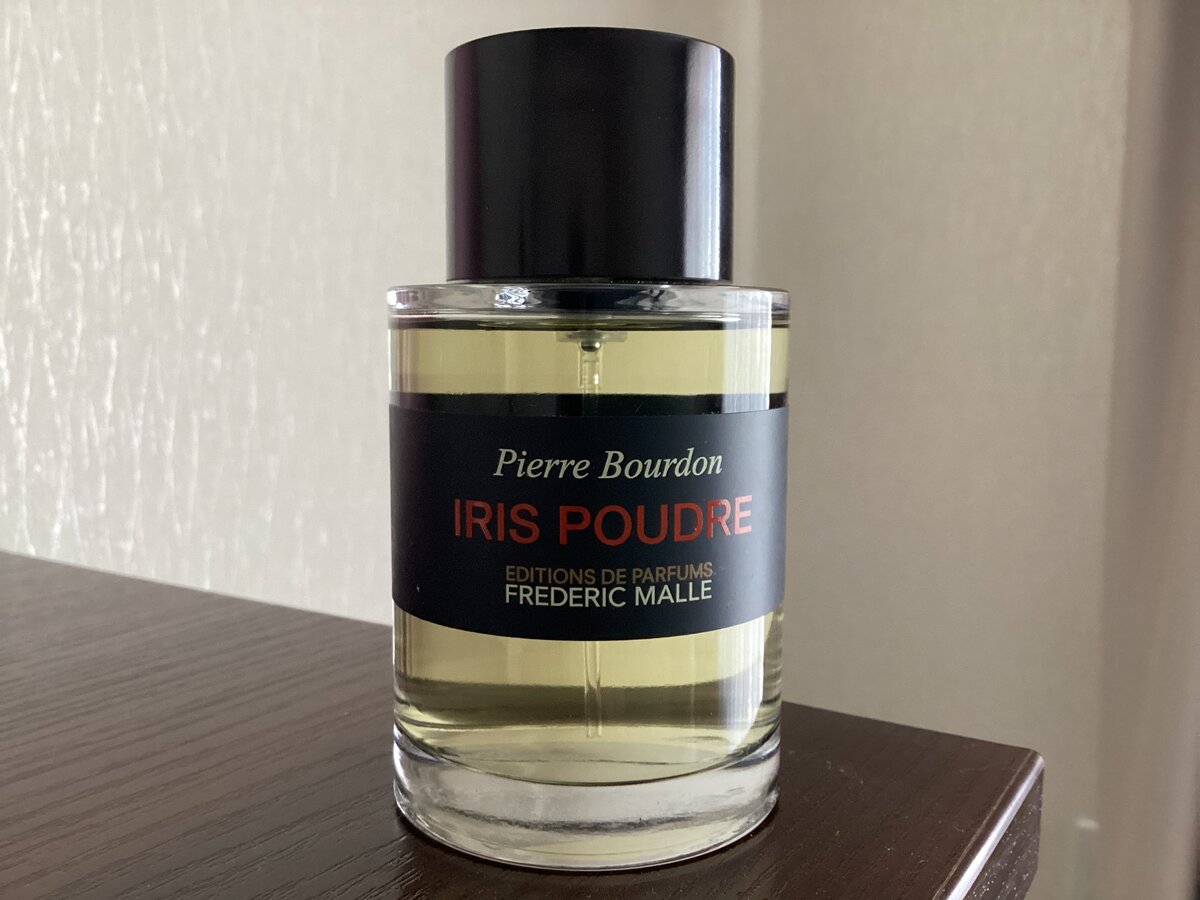 Pierre Bourdon
IRIS POUDRE
EDITIONS DE PARFUMS
FREDERIC MALLE